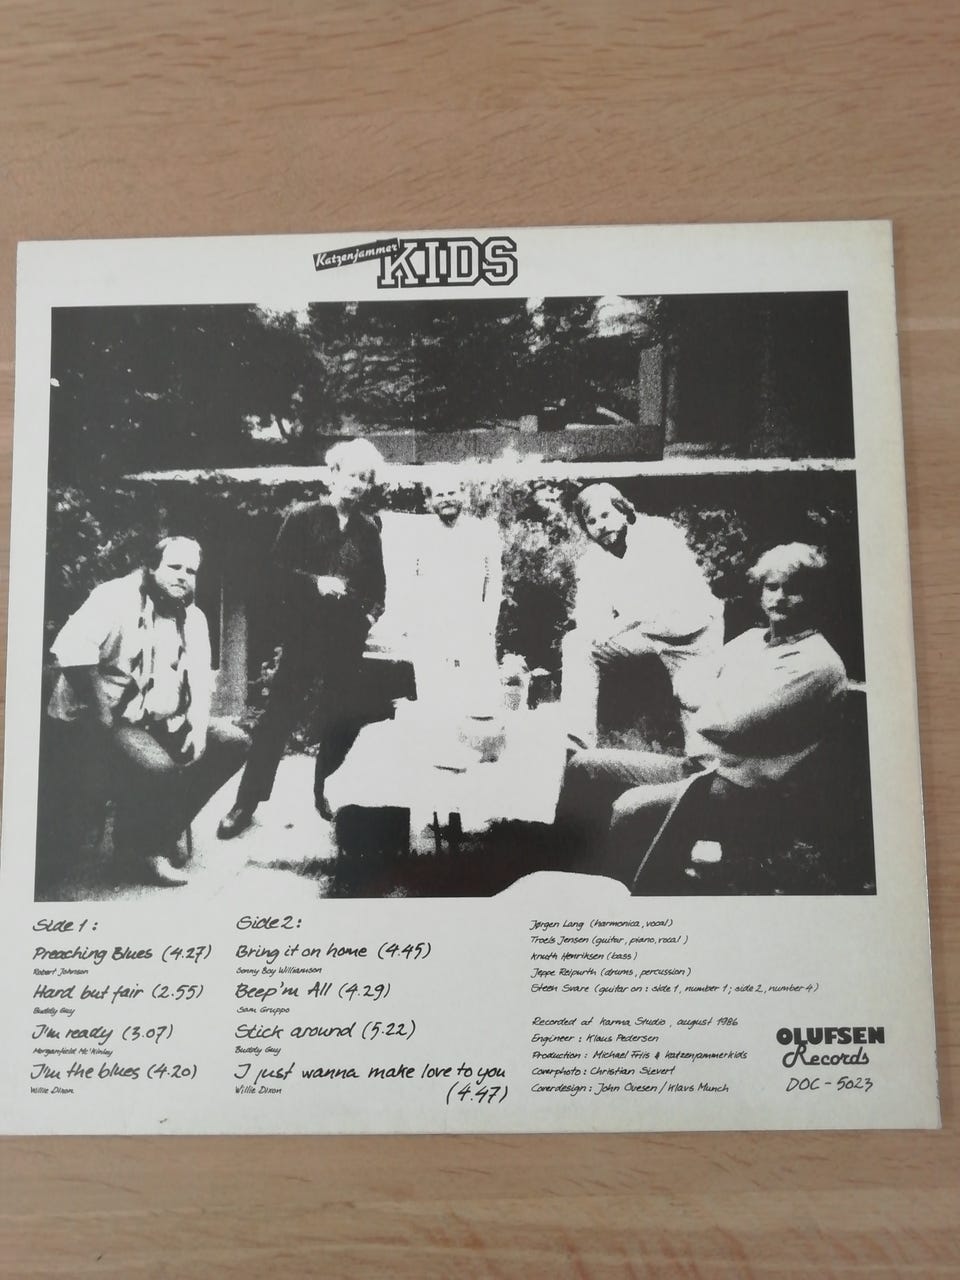 Katzenjammer KIDS
Side 1:
Preaching Blues (4.27)
Robert Johnson
Hard but fair (2.55)
Buddy Guy
I'm ready (3.07)
Morganfield Mc'Kinley
I'm the blues (4.20)
Willie Dixon
Side 2:
Bring it on home (4.45)
Sonny Boy Williamson
Beep'm All (4.29)
Sam Gruppo
Stick around (5.22)
Buddy Guy
I just wanna make love to you
(4.47)
Willie Dixon
Jørgen Lang (harmonica, vocal)
Troels Jensen (guitar, piano, vocal)
Knuth Henriksen (bass)
Jeppe Reipurth (drums, percussion)
Steen Svare (guitar on: side 1, number 1; side 2, number 4)
Recorded at Karma Studio, august 1986
Engineer: Klaus Pedersen
Production: Michael Friis & Katzenjammerkids
Coverphoto: Christian Sievert
Coverdesign: John Ovesen / Klavs Munch
OLUFSEN
Records
DOC - 5023